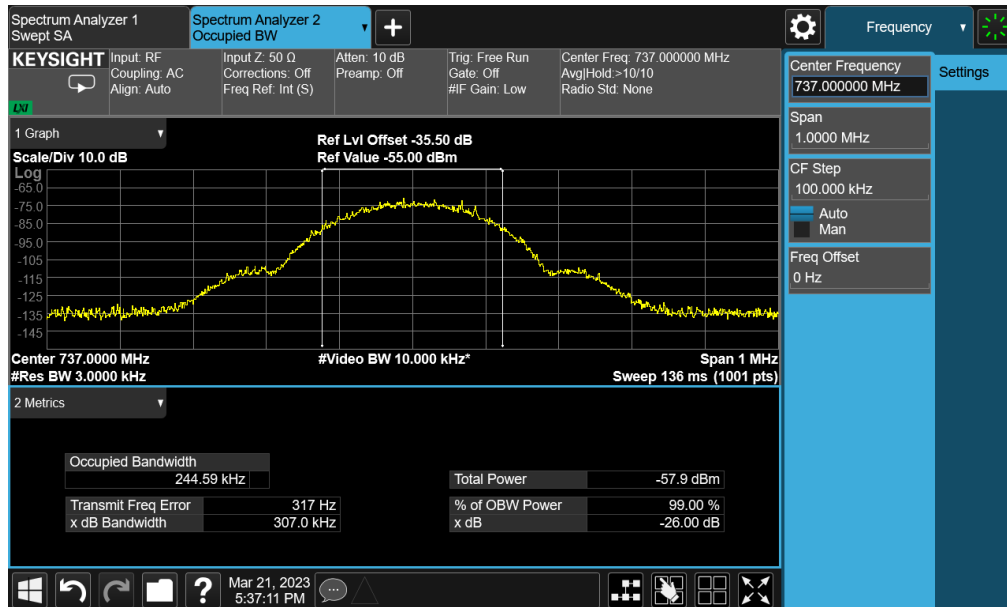 Spectrum Analyzer 1
Swept SA
Spectrum Analyzer 2
Occupied BW
+
Frequency
KEYSIGHT
LXI
Input: RF
Coupling: AC
Align: Auto
Input Z: 50 Ω
Corrections: Off
Freq Ref: Int (S)
Atten: 10 dB
Preamp: Off
Trig: Free Run
Gate: Off
#IF Gain: Low
Center Freq: 737.000000 MHz
Avg|Hold:>10/10
Radio Std: None
Center Frequency
737.000000 MHz
Settings
Span
1.0000 MHz
CF Step
100.000 kHz
Auto
Man
Freq Offset
0 Hz
1 Graph
Scale/Div 10.0 dB
Ref Lvl Offset -35.50 dB
Ref Value -55.00 dBm
Log
-65.0
-75.0
-85.0
-95.0
-105
-115
-125
-135
-145
Center 737.0000 MHz
#Video BW 10.000 kHz*
Span 1 MHz
#Res BW 3.0000 kHz
Sweep 136 ms (1001 pts)
2 Metrics
Occupied Bandwidth
244.59 kHz
Total Power -57.9 dBm
Transmit Freq Error 317 Hz
% of OBW Power 99.00 %
x dB Bandwidth 307.0 kHz
x dB -26.00 dB
?
Mar 21, 2023
5:37:11 PM